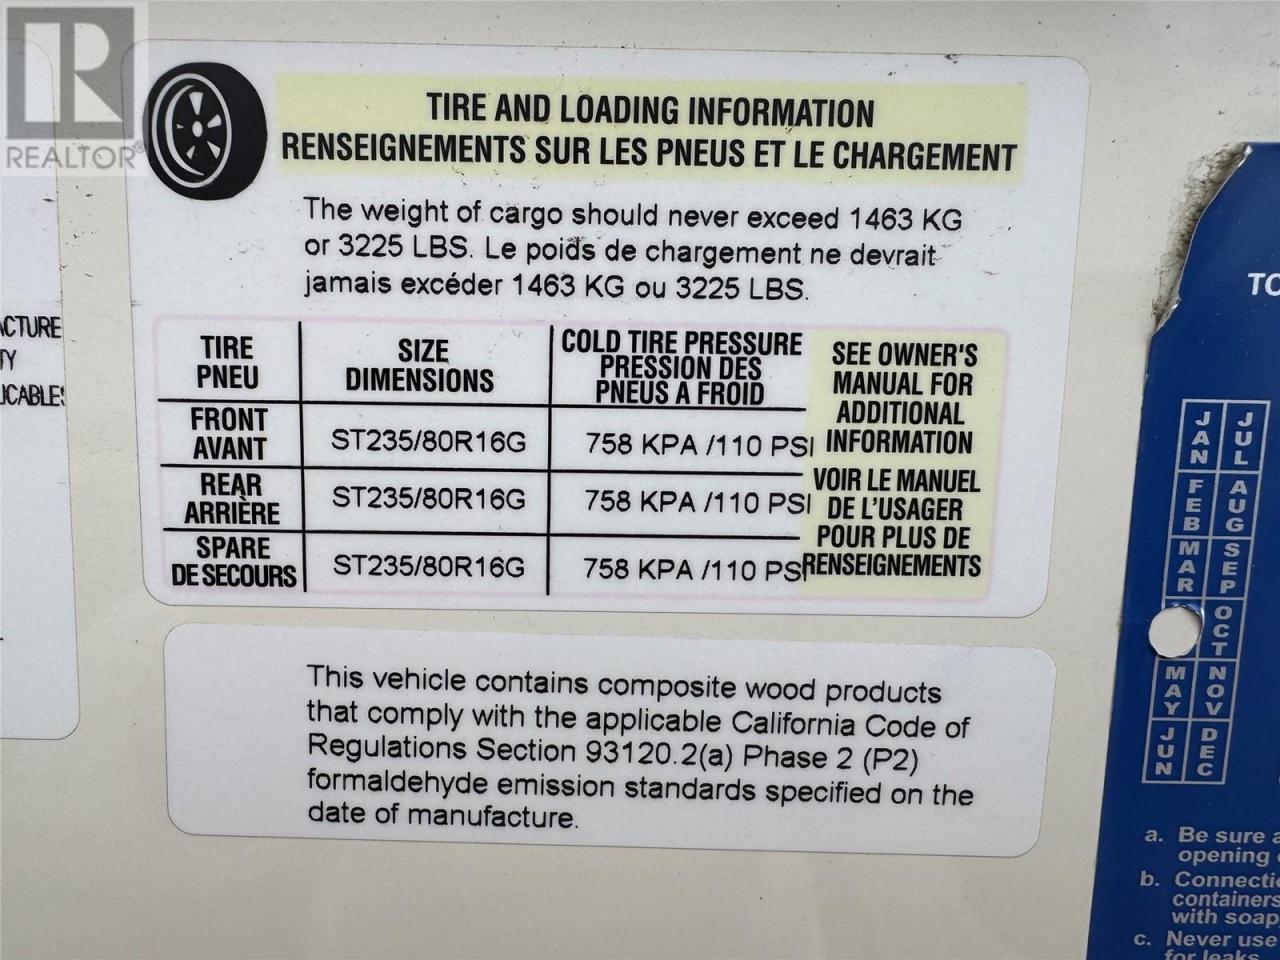 REALTOR®
TIRE AND LOADING INFORMATION
RENSEIGNEMENTS SUR LES PNEUS ET LE CHARGEMENT
The weight of cargo should never exceed 1463 KG
or 3225 LBS. Le poids de chargement ne devrait
jamais excéder 1463 KG ou 3225 LBS.
TIRE
PNEU
SIZE
DIMENSIONS
COLD TIRE PRESSURE
PRESSION DES
PNEUS A FROID
FRONT
AVANT
ST235/80R16G
758 KPA /110 PSI
REAR
ARRIÈRE
ST235/80R16G
758 KPA /110 PSI
SPARE
DE SECOURS
ST235/80R16G
758 KPA /110 PSI
SEE OWNER'S
MANUAL FOR
ADDITIONAL
INFORMATION
VOIR LE MANUEL
DE L'USAGER
POUR PLUS DE
RENSEIGNEMENTS
This vehicle contains composite wood products
that comply with the applicable California Code of
Regulations Section 93120.2(a) Phase 2 (P2)
formaldehyde emission standards specified on the
date of manufacture.
JAN JUL
FEB AUG
MAR SEP
OCT
MAY NOV
JUN DEC
a. Be sure
opening
b.
containers
with soap
c. Never use
for leaks